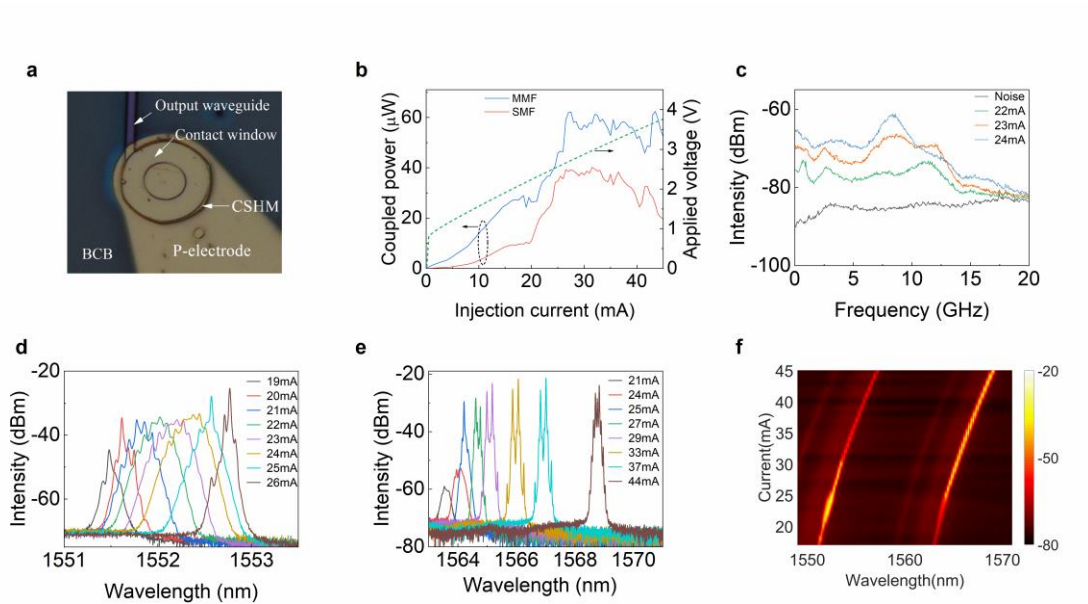 a
Output waveguide
Contact window
CSHM
BCB
P-electrode
b
Coupled power (μW)
60
40
20
0
MMF
SMF
4
3
2
1
0
Applied voltage (V)
0 10 20 30 40
Injection current (mA)
c
Intensity (dBm)
-60
-80
-100
Noise
22mA
23mA
24mA
0 5 10 15 20
Frequency (GHz)
d
Intensity (dBm)
-20
-40
-60
19mA
20mA
21mA
22mA
23mA
24mA
25mA
26mA
1551 1552 1553
Wavelength (nm)
e
Intensity (dBm)
-20
-40
-60
-80
21mA
24mA
25mA
27mA
29mA
33mA
37mA
44mA
1564 1566 1568 1570
Wavelength (nm)
f
Current(mA)
45
40
35
30
25
20
1550 1560 1570
Wavelength(nm)
-20
-50
-80